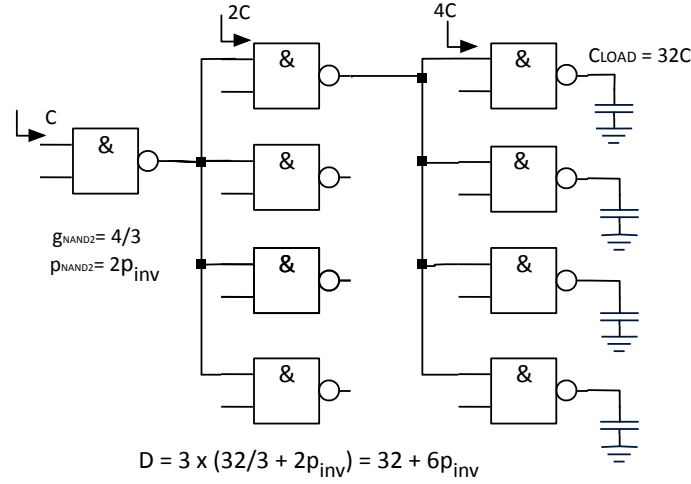 2C
4C
C
CLOAD = 32C
&
&
&
&
&
&
&
&
&
gNAND2= 4/3
pNAND2= 2pinv
D = 3 x (32/3 + 2pinv) = 32 + 6pinv